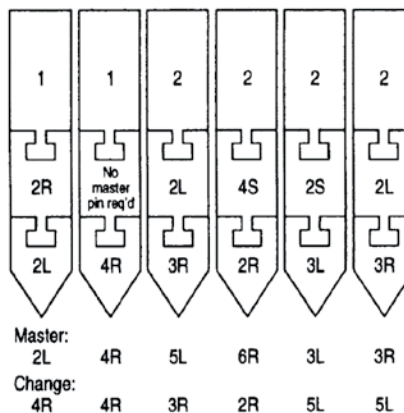 1 1 2 2 2 2
2R No master pin req'd 2L 4S 2S 2L
2L 4R 3R 2R 3L 3R
Master:
2L 4R 5L 6R 3L 3R
Change:
4R 4R 3R 2R 5L 5L